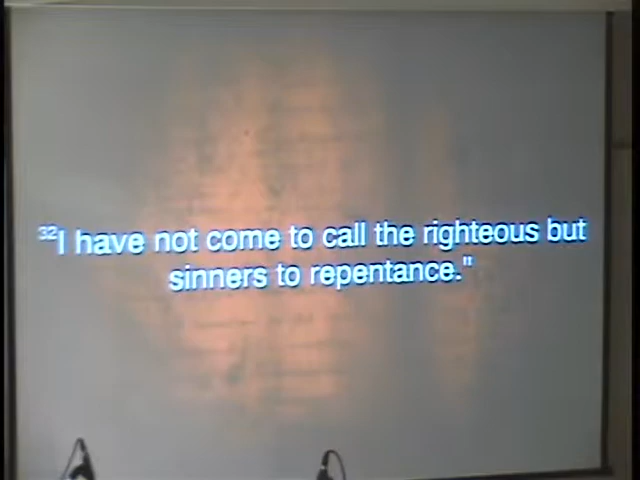 32I have not come to call the righteous but
sinners to repentance."